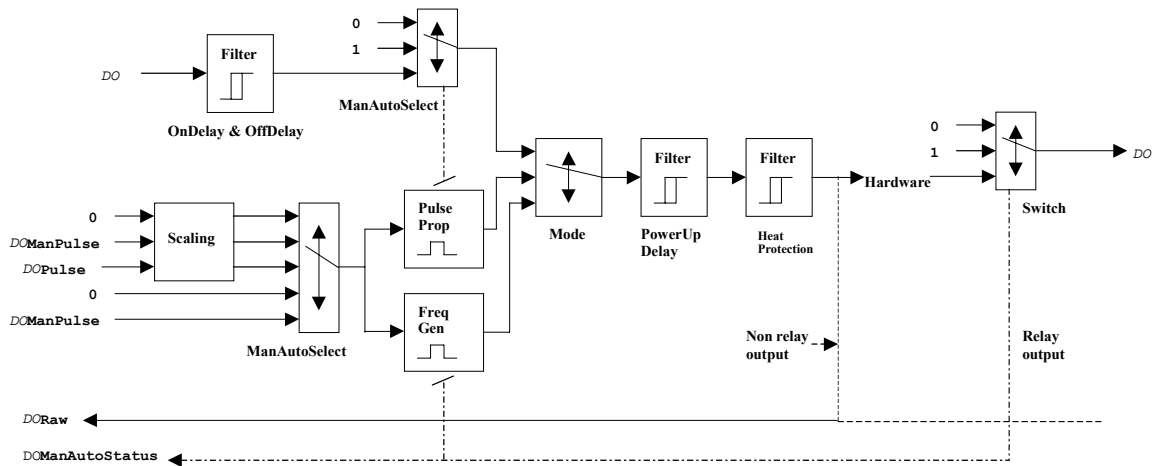 0
1
DO
Filter
OnDelay & OffDelay
ManAutoSelect
0
DOManPulse
DOPulse
0
DOManPulse
Scaling
ManAutoSelect
Pulse
Prop
Freq
Gen
Mode
Filter
PowerUp
Delay
Filter
Heat
Protection
Hardware
0
1
DO
Switch
Non relay
output
Relay
output
DORaw
DOManAutoStatus